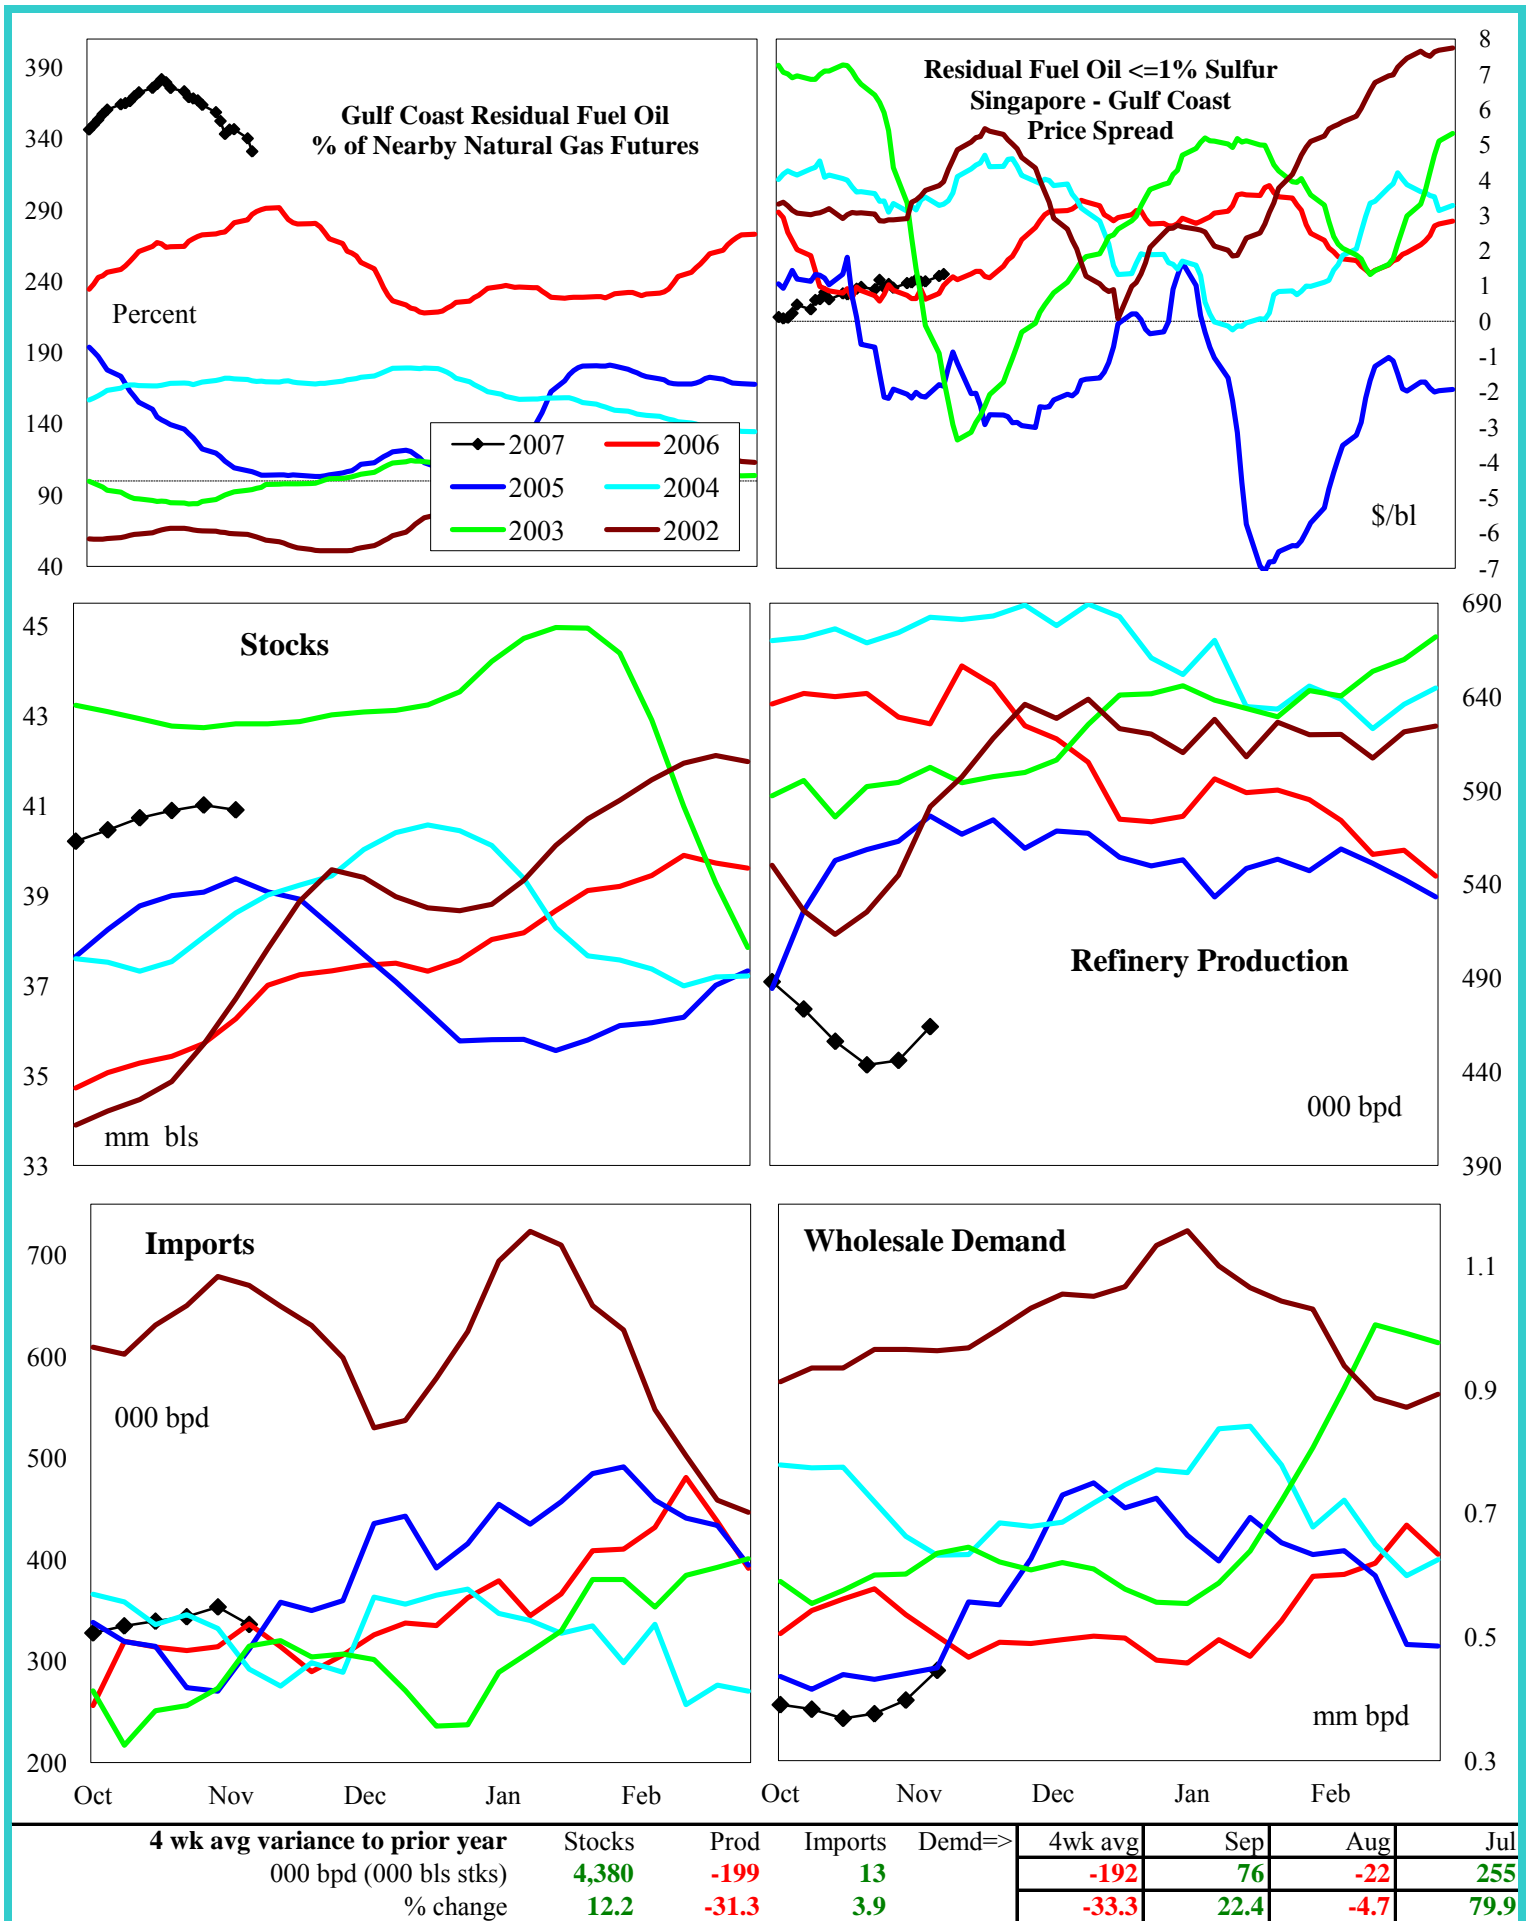 390
340
290
240
190
140
90
40
Gulf Coast Residual Fuel Oil
% of Nearby Natural Gas Futures
Percent
2007 2006
2005 2004
2003 2002
Residual Fuel Oil <=1% Sulfur
Singapore - Gulf Coast
Price Spread
$/bl
8
7
6
5
4
3
2
1
0
-1
-2
-3
-4
-5
-6
-7
45
43
41
39
37
35
33
Stocks
mm bls
Refinery Production
000 bpd
690
640
590
540
490
440
390
700
600
500
400
300
200
Imports
000 bpd
Oct Nov Dec Jan Feb
Wholesale Demand
mm bpd
1.1
0.9
0.7
0.5
0.3
Oct Nov Dec Jan Feb
4 wk avg variance to prior year Stocks Prod Imports Demd=> 4wk avg Sep Aug Jul
000 bpd (000 bls stks) 4,380 -199 13 -192 76 -22 255
% change 12.2 -31.3 3.9 -33.3 22.4 -4.7 79.9